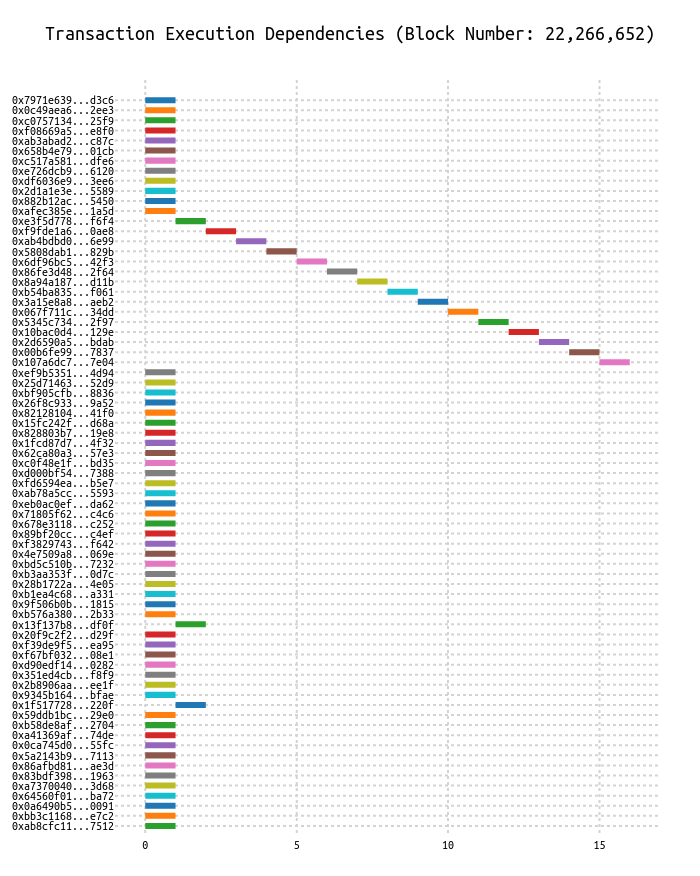 Transaction Execution Dependencies (Block Number: 22,266,652)
0x7971e639...d3c6
0x0c49aea6...2ee3
0xc0757134...25f9
0xf08669a5...e8f0
0xab3abad2...c87c
0x658b4e79...01cb
0xc517a581...dfe6
0xe726dcb9...6120
0xdf6036e9...3ee6
0x2d1a1e3e...5589
0x882b12ac...5450
0xafec385e...1a5d
0xe3f5d778...f6f4
0xf9fde1a6...0ae8
0xab4bdbd0...6e99
0x5808dab1...829b
0x6df96bc5...42f3
0x86fe3d48...2f64
0x8a94a187...d11b
0xb54ba835...f061
0x3a15e8a8...aeb2
0x067f711c...34dd
0x5345c734...2f97
0x10bac0d4...129e
0x2d6590a5...bdab
0x00b6fe99...7837
0x107a6dc7...7e04
0xef9b5351...4d94
0x25d71463...52d9
0xbf905cfb...8836
0x26f8c933...9a52
0x82128104...41f0
0x15fc242f...d68a
0x828803b7...19e8
0x1fcd87d7...4f32
0x62ca80a3...57e3
0xc0f48e1f...bd35
0xd000bf54...7388
0xfd6594ea...b5e7
0xab78a5cc...5593
0xeb0ac0ef...da62
0x71805f62...c4c6
0x678e3118...c252
0x89bf20cc...c4ef
0xf3829743...f642
0x4e7509a8...069e
0xbd5c510b...7232
0xb3aa353f...0d7c
0x28b1722a...4e05
0xb1ea4c68...a331
0x9f506b0b...1815
0xb576a380...2b33
0x13f137b8...df0f
0x20f9c2f2...d29f
0xf39de9f5...ea95
0xf67bf032...08e1
0xd90edf14...0282
0x351ed4cb...f8f9
0x2b8906aa...ee1f
0x9345b164...bfae
0x1f517728...220f
0x59ddb1bc...29e0
0xb58de8af...2704
0xa41369af...74de
0x0ca745d0...55fc
0x5a2143b9...7113
0x86afbd81...ae3d
0x83bdf398...1963
0xa7370040...3d68
0x64560f01...ba72
0x0a6490b5...0091
0xbb3c1168...e7c2
0xab8cfc11...7512
0 5 10 15